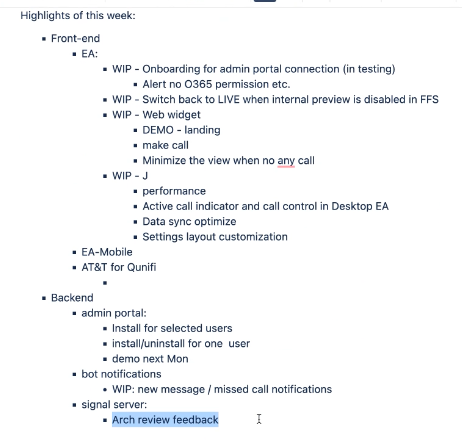 Highlights of this week:
Front-end
EA:
WIP - Onboarding for admin portal connection (in testing)
Alert no O365 permission etc.
WIP - Switch back to LIVE when internal preview is disabled in FFS
WIP - Web widget
DEMO - landing
make call
Minimize the view when no any call
WIP - J
performance
Active call indicator and call control in Desktop EA
Data sync optimize
Settings layout customization
EA-Mobile
AT&T for Qunifi
Backend
admin portal:
Install for selected users
install/uninstall for one  user
demo next Mon
bot notifications
WIP: new message / missed call notifications
signal server:
Arch review feedback